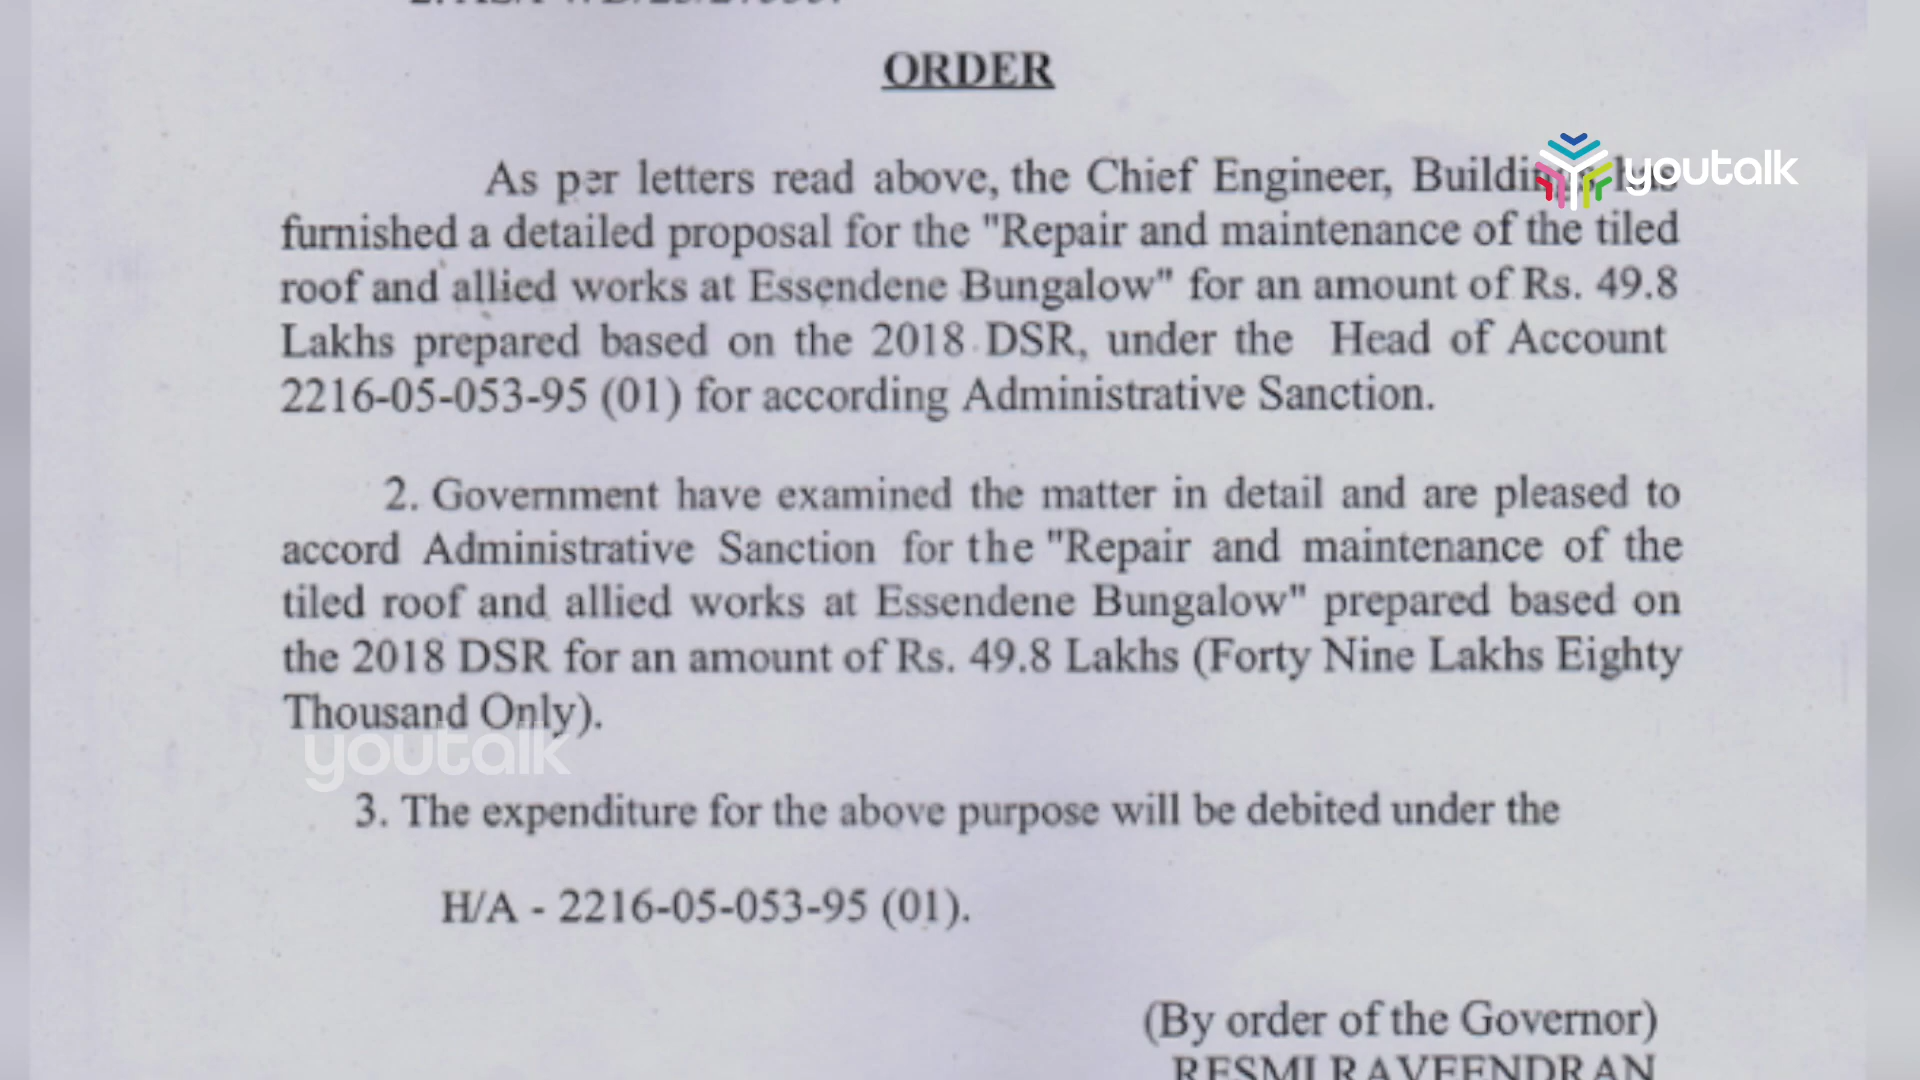 ORDER
youtalk
As per letters read above, the Chief Engineer, Buildings has
furnished a detailed proposal for the "Repair and maintenance of the tiled
roof and allied works at Essendene Bungalow" for an amount of Rs. 49.8
Lakhs prepared based on the 2018 DSR, under the Head of Account
2216-05-053-95 (01) for according Administrative Sanction.
2. Government have examined the matter in detail and are pleased to
accord Administrative Sanction for the "Repair and maintenance of the
tiled roof and allied works at Essendene Bungalow" prepared based on
the 2018 DSR for an amount of Rs. 49.8 Lakhs (Forty Nine Lakhs Eighty
Thousand Only).
youtalk
3. The expenditure for the above purpose will be debited under the
H/A - 2216-05-053-95 (01).
(By order of the Governor)
RESMI RAVEENDRAN